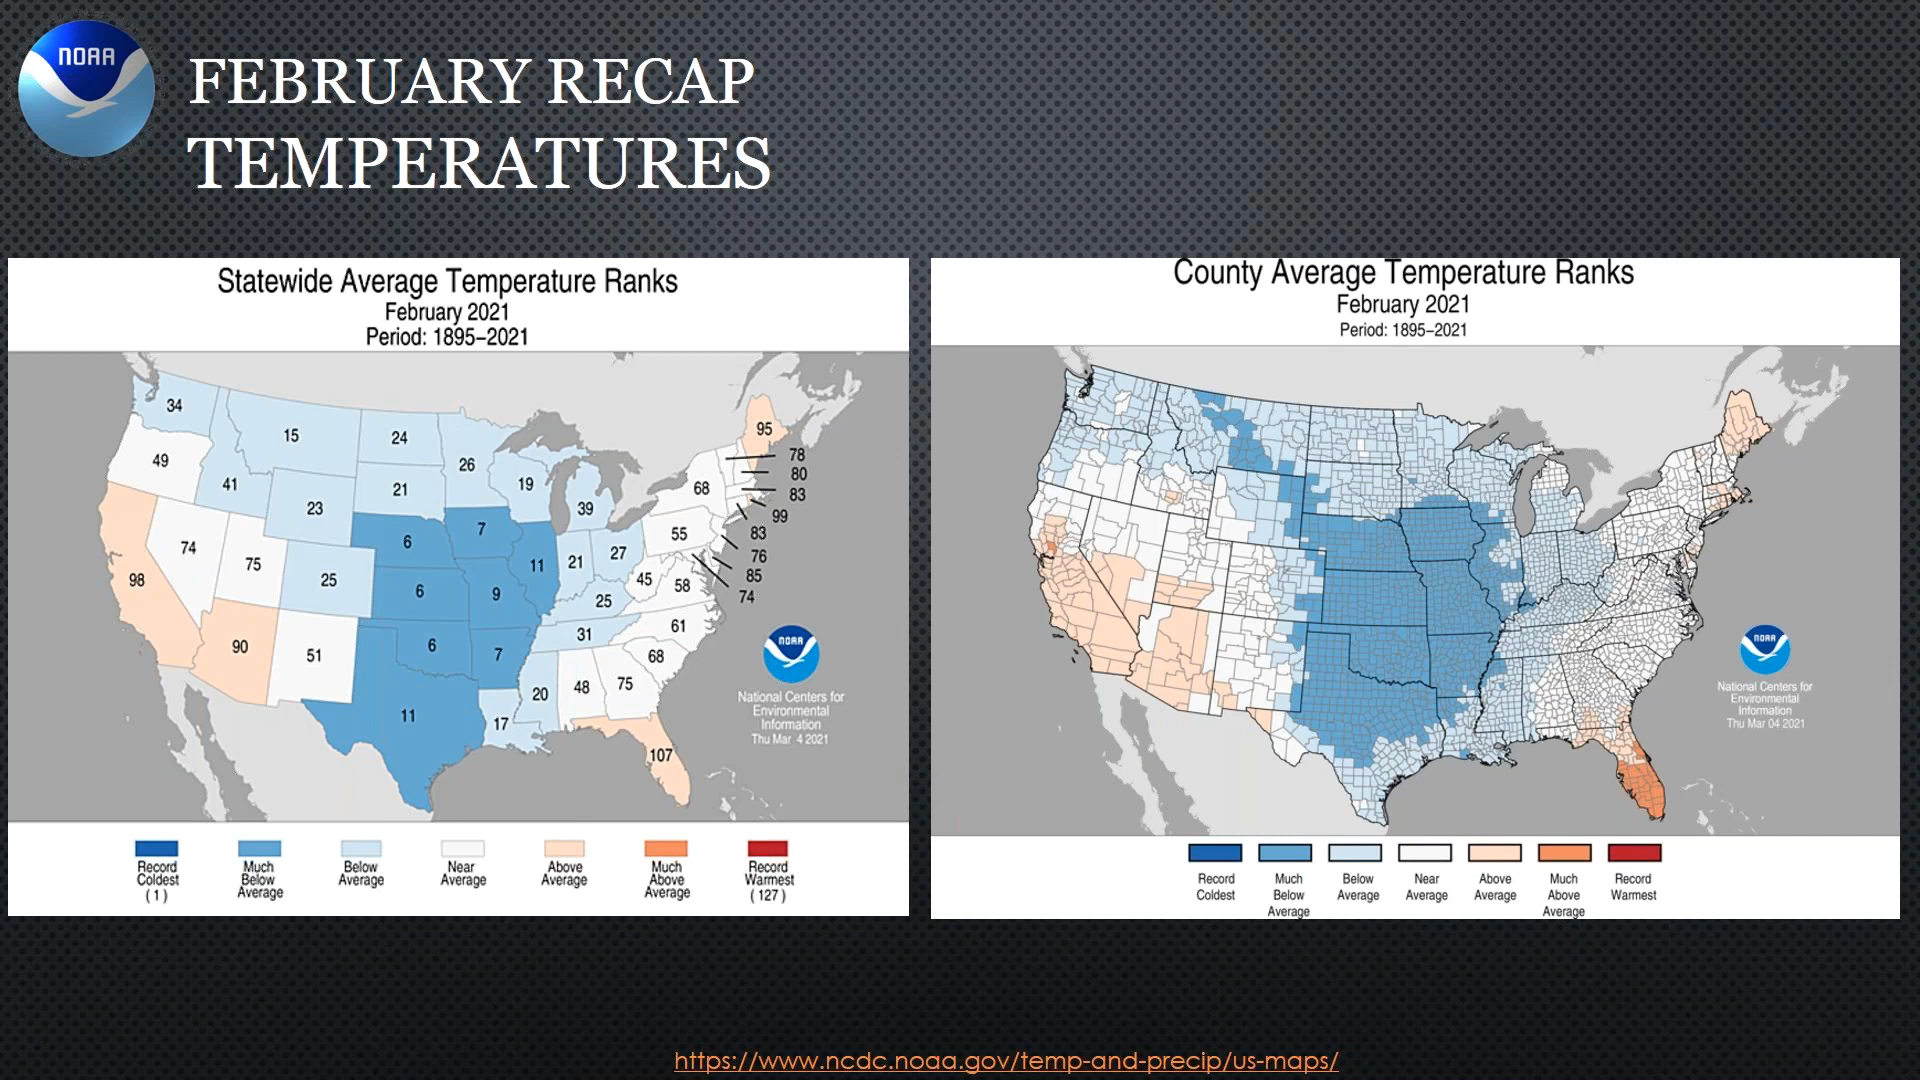 NOAA
FEBRUARY RECAP
TEMPERATURES
Statewide Average Temperature Ranks
February 2021
Period: 1895–2021
34
15
24
26
49
41
23
21
19
39
95
78
80
83
99
83
76
85
74
68
55
74
75
25
6
7
11
21
27
45
58
98
6
9
25
61
90
51
6
7
31
68
11
17
20
48
75
107
NOAA
National Centers for
Environmental
Information
Thu Mar 4 2021
Record
Coldest
( 1 )
Much
Below
Average
Below
Average
Near
Average
Above
Average
Much
Above
Average
Record
Warmest
( 127 )
County Average Temperature Ranks
February 2021
Period: 1895–2021
NOAA
National Centers for
Environmental
Information
Thu Mar 04 2021
Record
Coldest
Much
Below
Average
Below
Average
Near
Average
Above
Average
Much
Above
Average
Record
Warmest
https://www.ncdc.noaa.gov/temp-and-precip/us-maps/